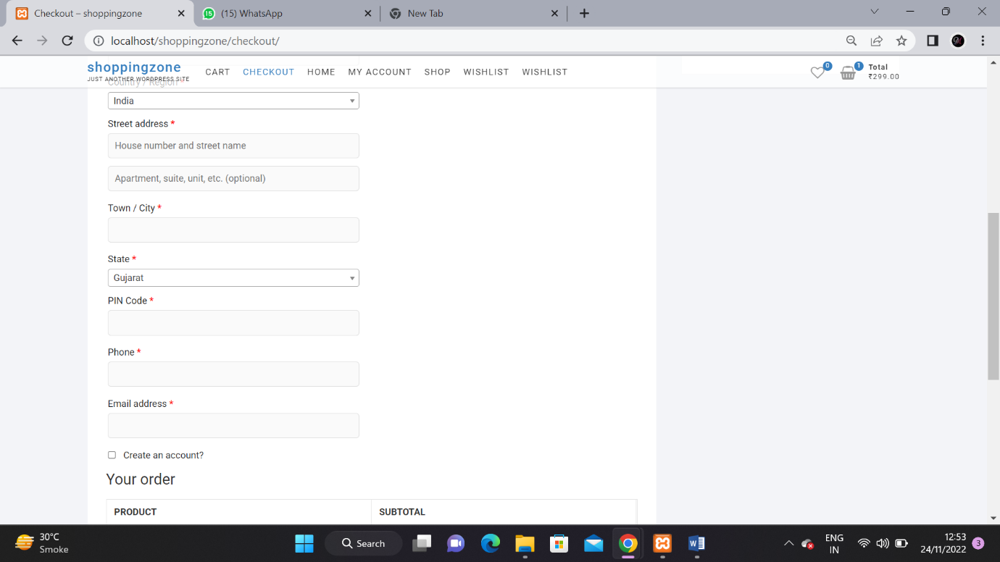 Checkout – shoppingzone
15
(15) WhatsApp
New Tab
localhost/shoppingzone/checkout/
shoppingzone
JUST ANOTHER WORDPRESS SITE
CART CHECKOUT HOME MY ACCOUNT SHOP WISHLIST WISHLIST
0
1
Total
₹299.00
Country / Region *
India
Street address *
House number and street name
Apartment, suite, unit, etc. (optional)
Town / City *
State *
Gujarat
PIN Code *
Phone *
Email address *
Create an account?
Your order
PRODUCT SUBTOTAL
30°C
Smoke
Search
ENG
IN
12:53
24/11/2022
3